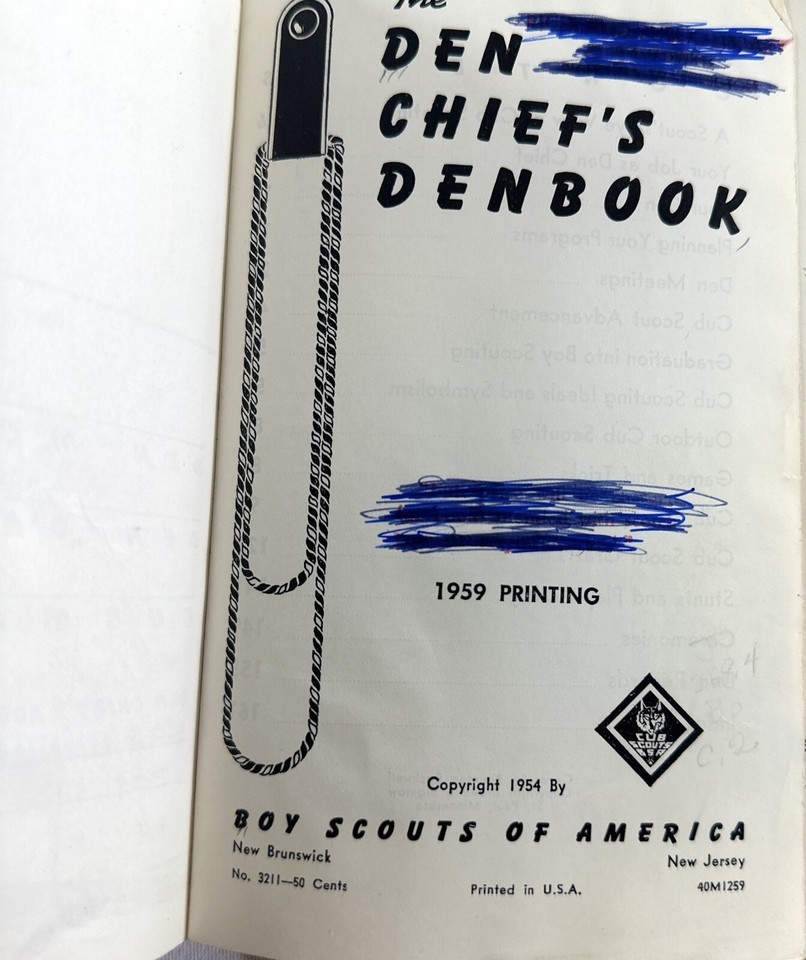 The
DEN
CHIEF'S
DENBOOK
1959 PRINTING
CUB
SCOUTS
BSA
Copyright 1954 By
BOY SCOUTS OF AMERICA
New Brunswick
New Jersey
No. 3211—50 Cents
Printed in U.S.A.
40M1259